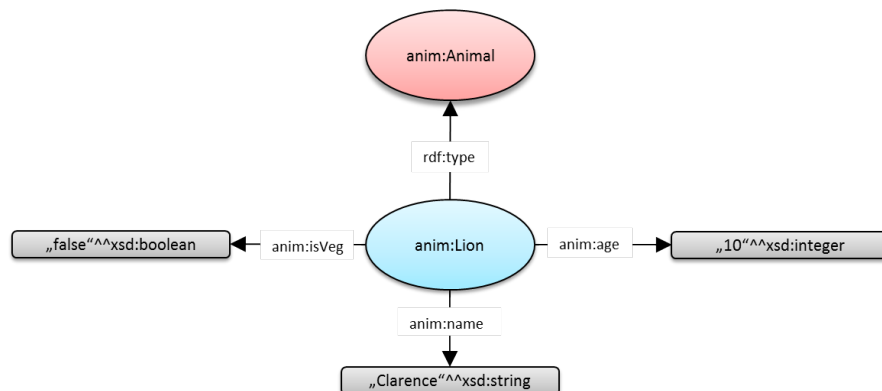 anim:Animal
rdf:type
„false“^^xsd:boolean
anim:isVeg
anim:Lion
anim:age
„10“^^xsd:integer
anim:name
„Clarence“^^xsd:string